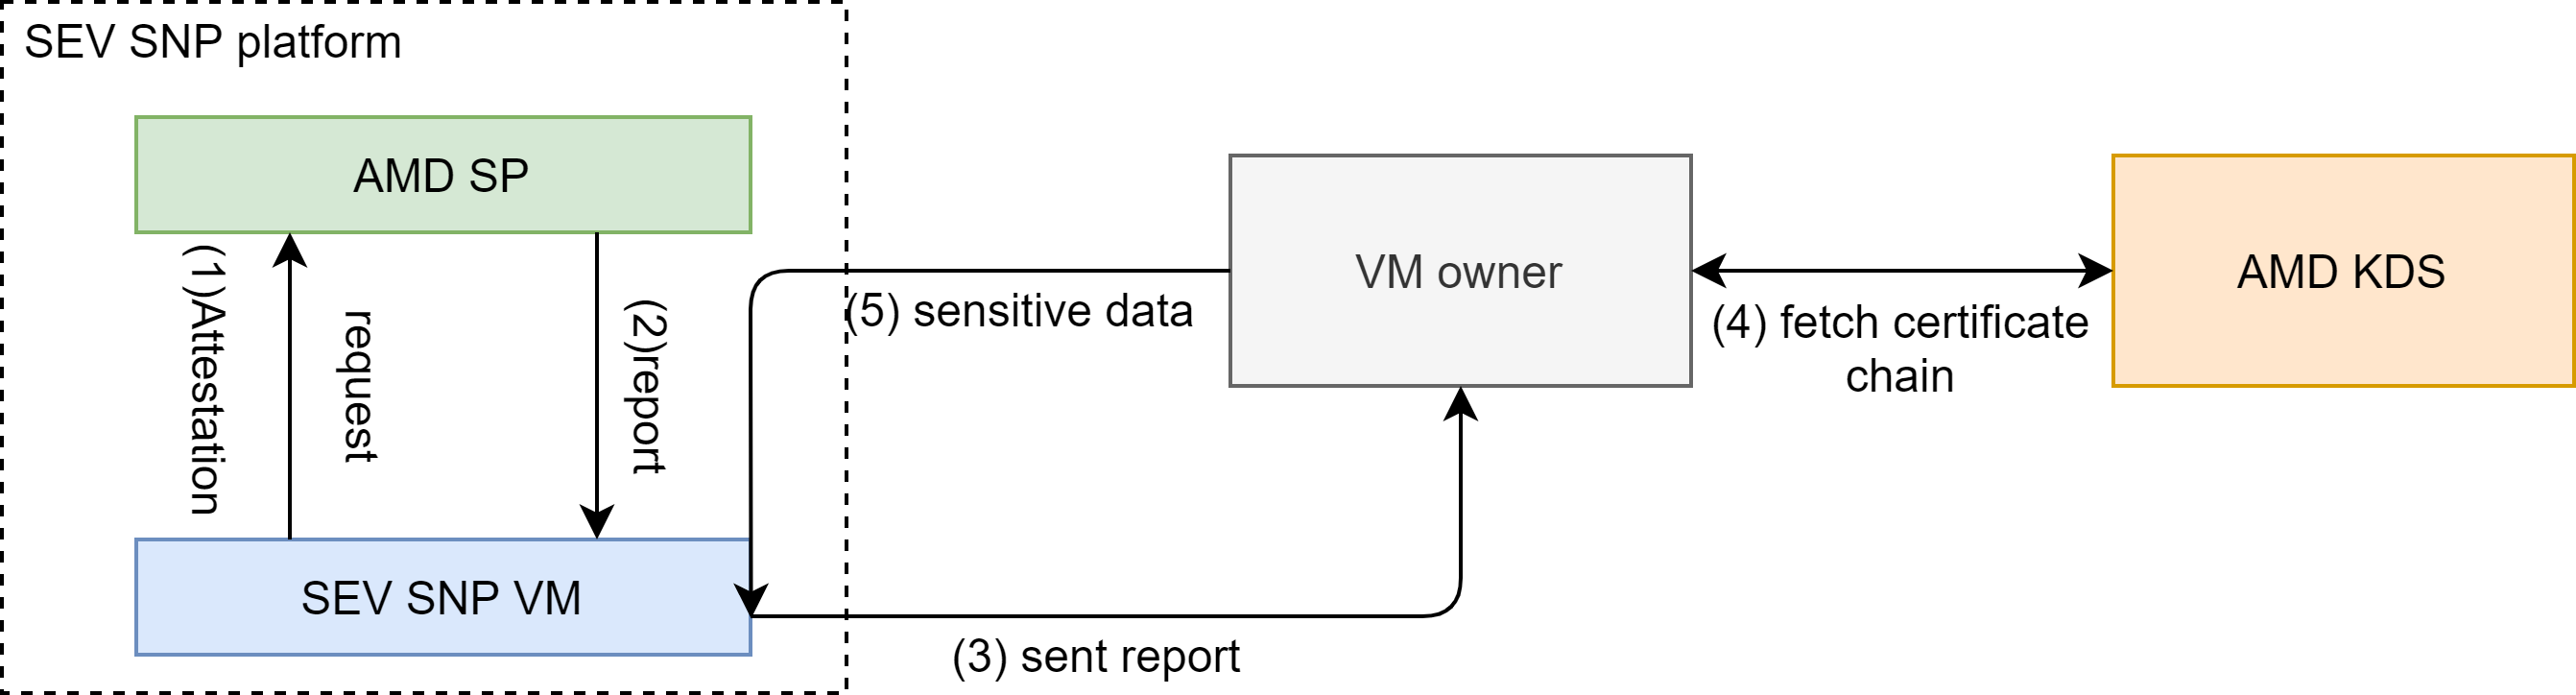 SEV SNP platform
AMD SP
(1)Attestation
request
(2)report
SEV SNP VM
(5) sensitive data
(3) sent report
VM owner
(4) fetch certificate
chain
AMD KDS